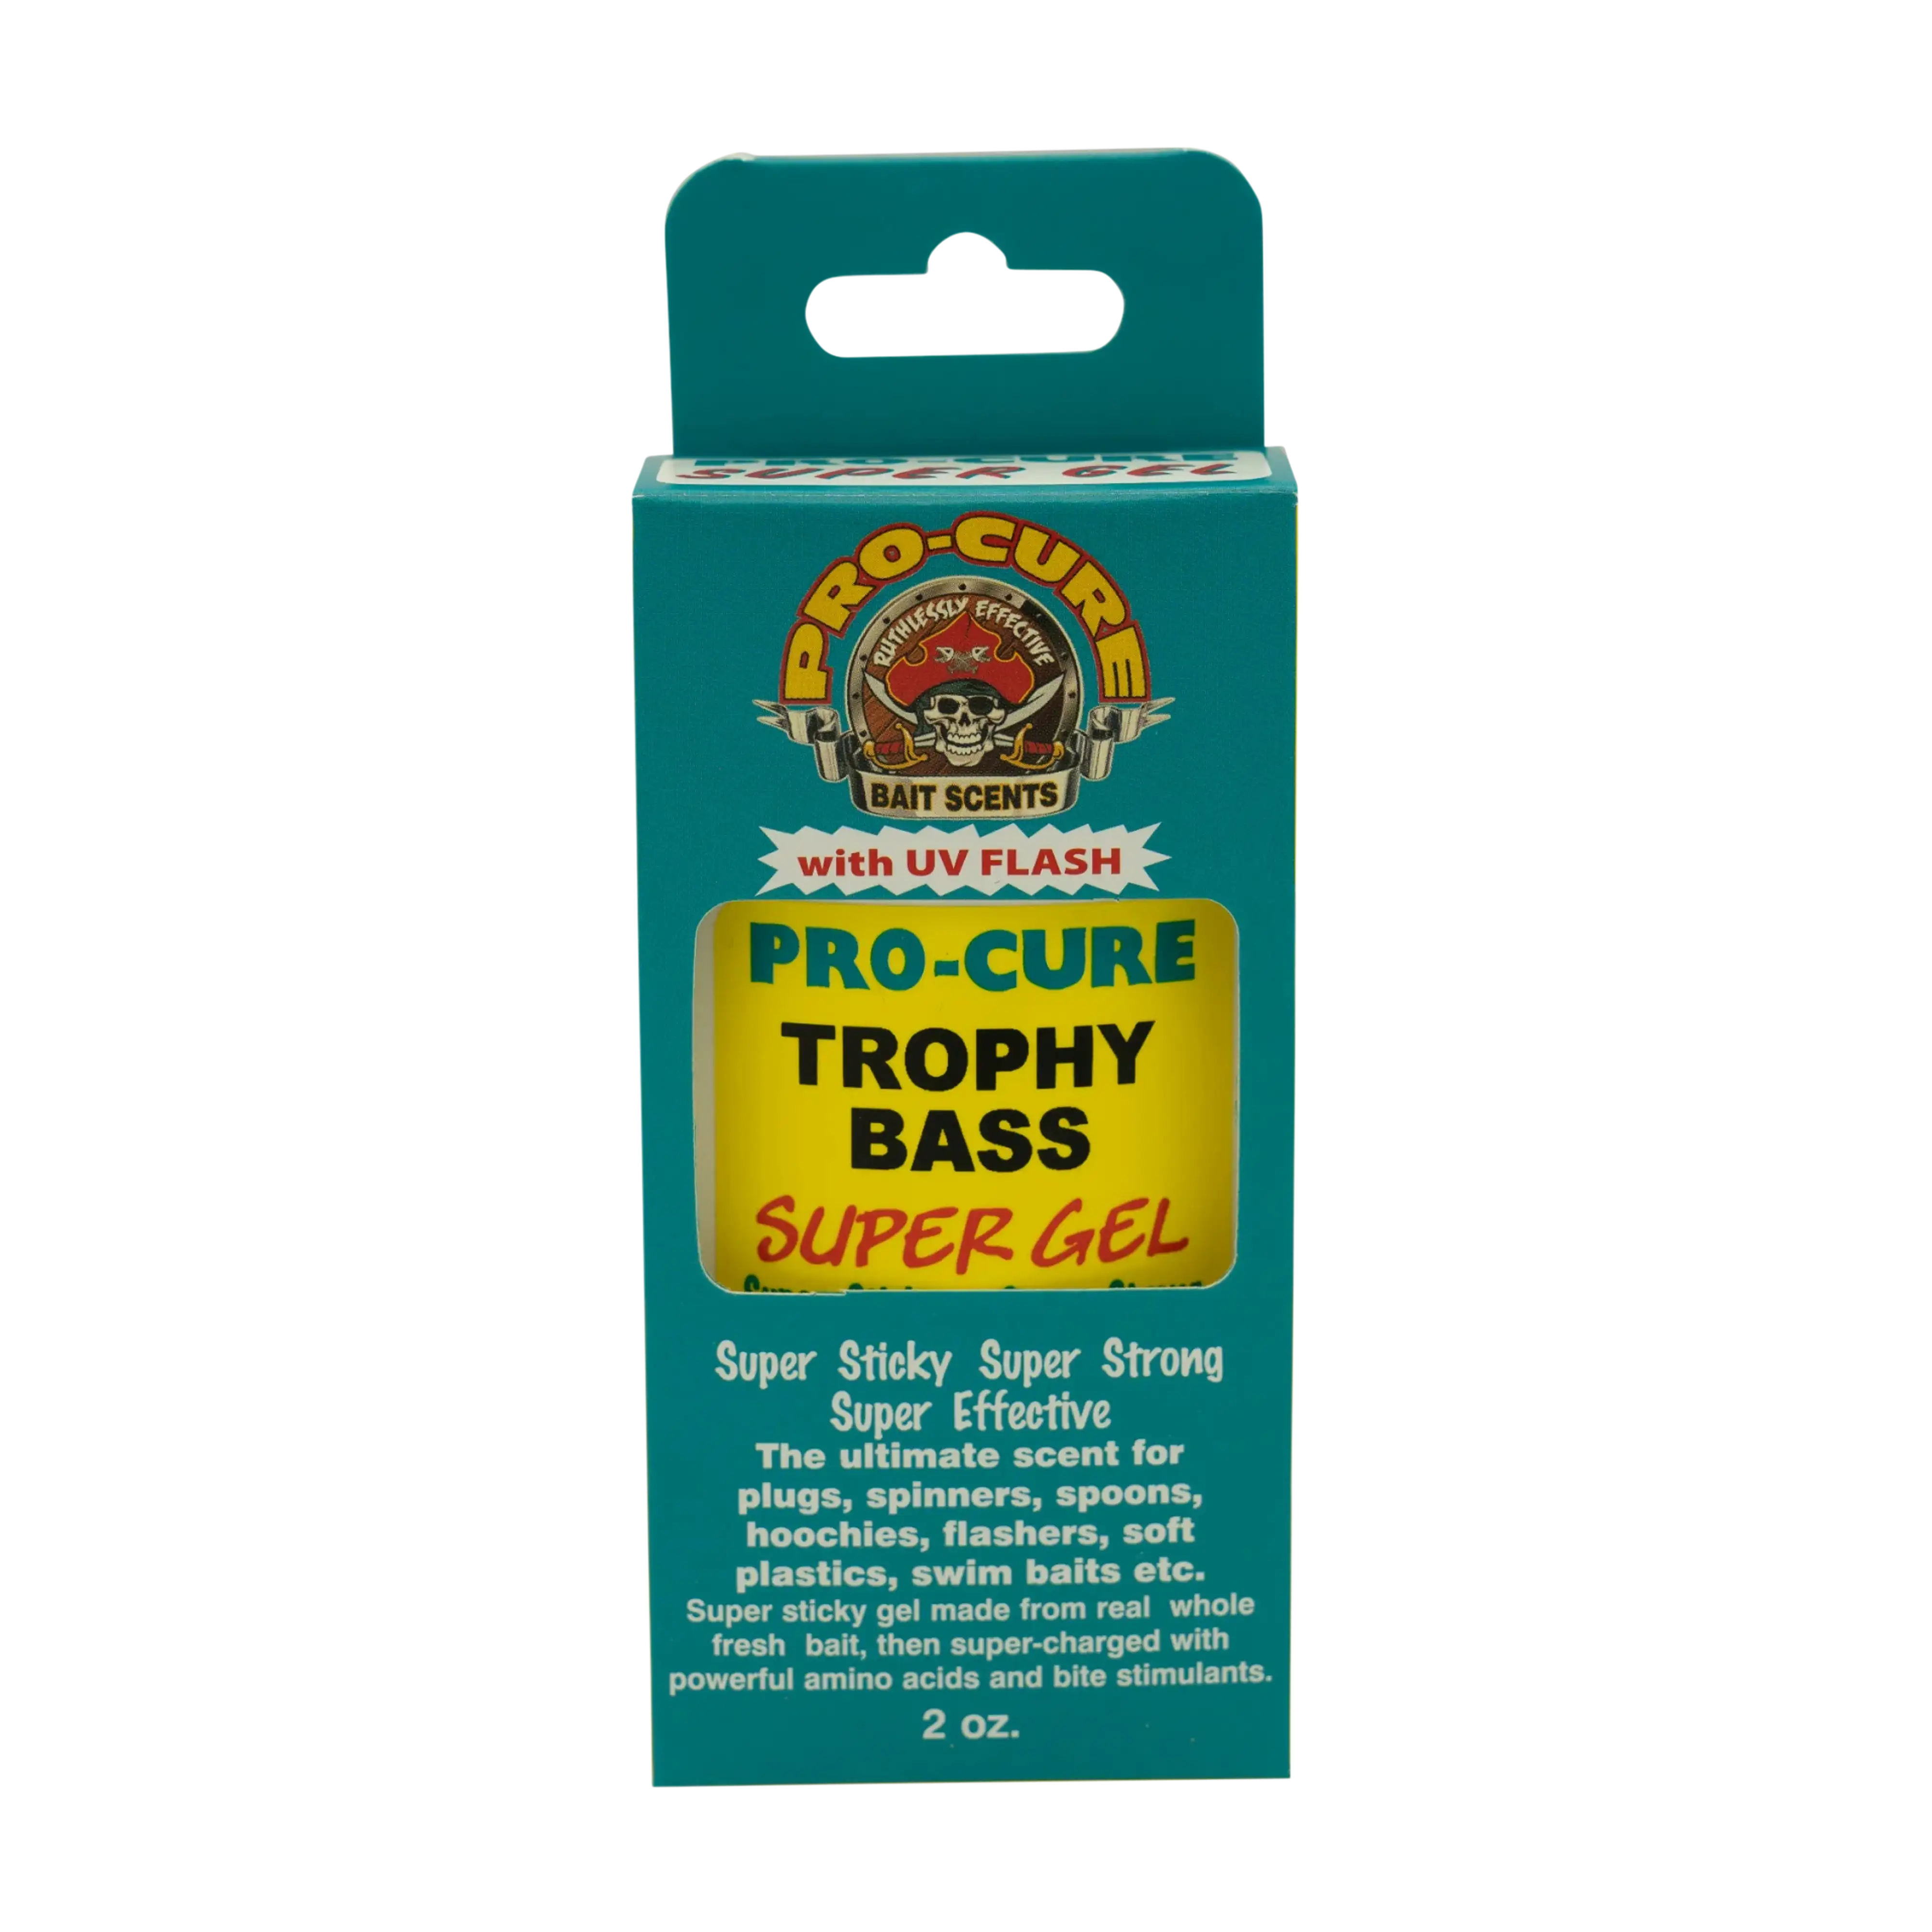 PRO-CURE
SUPER GEL
PRO-CURE
RUTHLESSLY EFFECTIVE
BAIT SCENTS
with UV FLASH
PRO-CURE
TROPHY
BASS
SUPER GEL
Super Sticky Super Strong
Super Effective
The ultimate scent for
plugs, spinners, spoons,
hoochies, flashers, soft
plastics, swim baits etc.
Super sticky gel made from real whole
fresh bait, then super-charged with
powerful amino acids and bite stimulants.
2 oz.